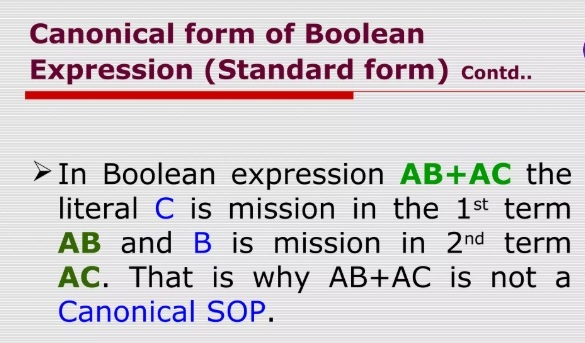 Canonical form of Boolean
Expression (Standard form) Contd..
➢ In Boolean expression AB+AC the
literal C is mission in the 1st term
AB and B is mission in 2nd term
AC. That is why AB+AC is not a
Canonical SOP.